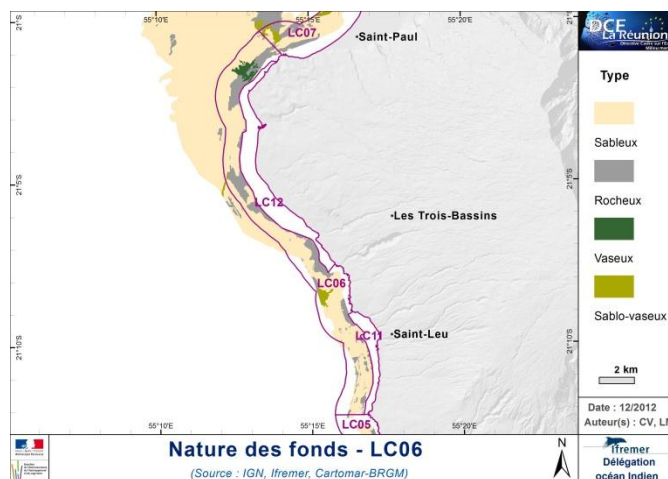 55°10'E
55°15'E
55°20'E
DCE
La Réunion
LC07
Saint-Paul
Type
Sableux
Rocheux
Vaseux
Sablo-vaseux
21°5'S
21°5'S
LC12
Les Trois-Bassins
LC06
LC11
Saint-Leu
21°10'S
21°10'S
2 km
LC05
55°10'E
55°15'E
55°20'E
Date : 12/2012
Auteur(s) : CV, LM
Nature des fonds - LC06
(Source : IGN, Ifremer, Cartomar-BRGM)
N
Ifremer
Délégation
océan Indien